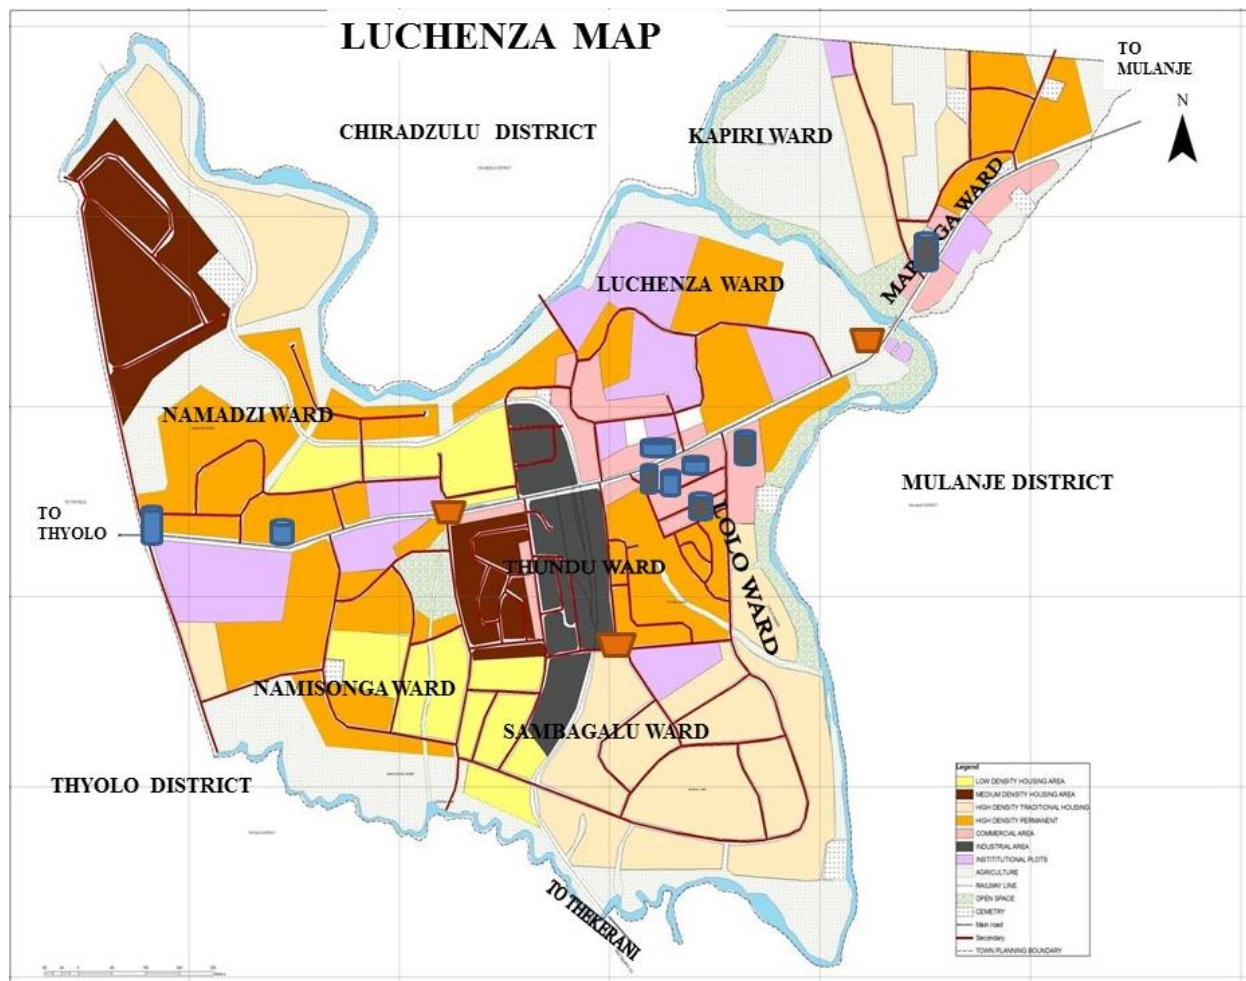 LUCHENZA MAP
TO
MULANJE
N
CHIRADZULU DISTRICT
KAPIRI WARD
LUCHENZA WARD
NAMADZI WARD
MULANJE DISTRICT
TO
THYOLO
THUNDU WARD
LOLO WARD
NAMISONGA WARD
SAMBAGALU WARD
THYOLO DISTRICT
TO THEKERANI
Legend
LOW DENSITY HOUSING AREA
MEDIUM DENSITY HOUSING AREA
HIGH DENSITY TRADITIONAL HOUSING
HIGH DENSITY PERMANENT
COMMERCIAL AREA
INDUSTRIAL AREA
INSTITITUTIONAL PLOTS
AGRICULTURE
RAILWAY LINE
OPEN SPACE
CEMETRY
Main road
Secondary
TOWN PLANNING BOUNDARY